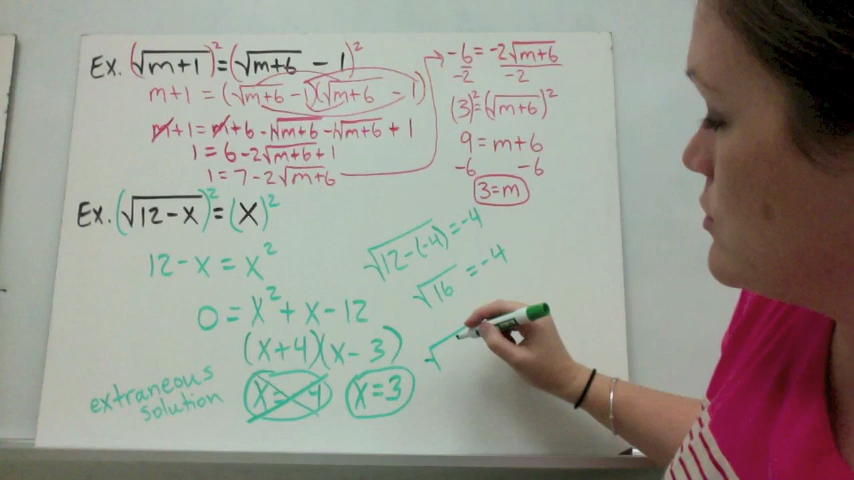 Ex. (√m+1)² = (√m+6 - 1)²
m+1 = (√m+6 - 1)(√m+6 - 1)
m+1 = m+6 - 1√m+6 - 1√m+6 + 1
1 = 6 - 2√m+6 + 1
1 = 7 - 2√m+6
-6 = -2√m+6
-2 -2
(3)² = (√m+6)²
9 = m+6
-6 -6
3 = m
Ex. (√12-x)² = (x)²
12 - x = x²
0 = x² + x - 12
(x+4)(x-3)
extraneous
solution
x = -4 x = 3
√12-(-4) = -4
√16 = -4
√